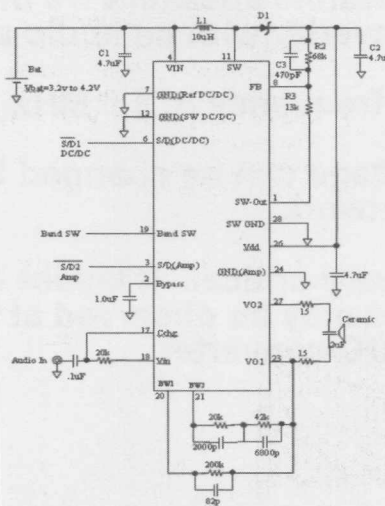 L1
D1
10uH
C1
4.7uF
4
11
C3
470pF
R2
68k
C2
4.7u
Bat
Vbat=3.2v to 4.2V
VIN
SW
FB
8
7
GND(Ref DC/DC)
R3
15k
12
GND(SW DC/DC)
S/D1
DC/DC
6
S/D(DC/DC)
SW-Out
1
SW GND
28
Band SW
19
Band SW
Vdd
26
S/D2
Amp
3
S/D(Amp)
GND(Amp)
24
2
Bypass
4.7uF
1.0uF
VO2
27
15
Ceramic
2uF
17
Cchg
Audio In
.1uF
20k
18
Vin
VO1
23
15
BW1
BW2
20
21
20k
42k
2000p
6800p
200k
82p